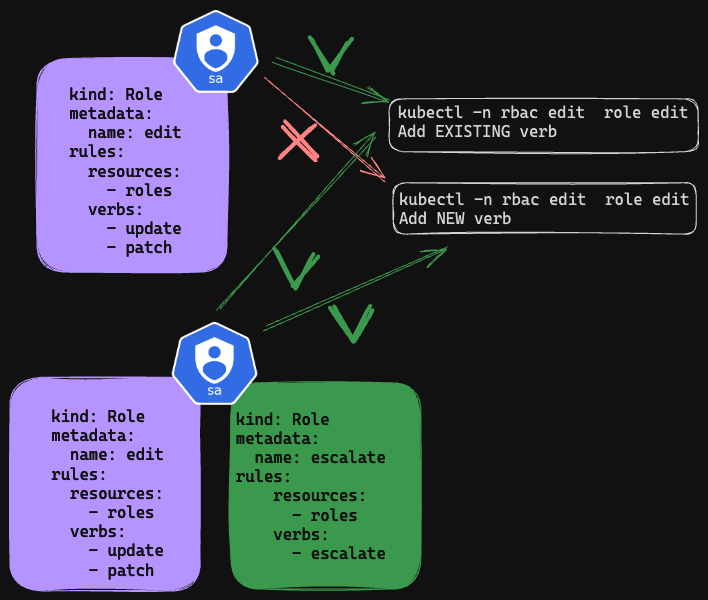 sa
kind: Role
metadata:
  name: edit
rules:
  resources:
    - roles
  verbs:
    - update
    - patch
kubectl -n rbac edit  role edit
Add EXISTING verb
kubectl -n rbac edit  role edit
Add NEW verb
sa
kind: Role
metadata:
  name: edit
rules:
  resources:
    - roles
  verbs:
    - update
    - patch
kind: Role
metadata:
  name: escalate
rules:
    resources:
      - roles
    verbs:
      - escalate